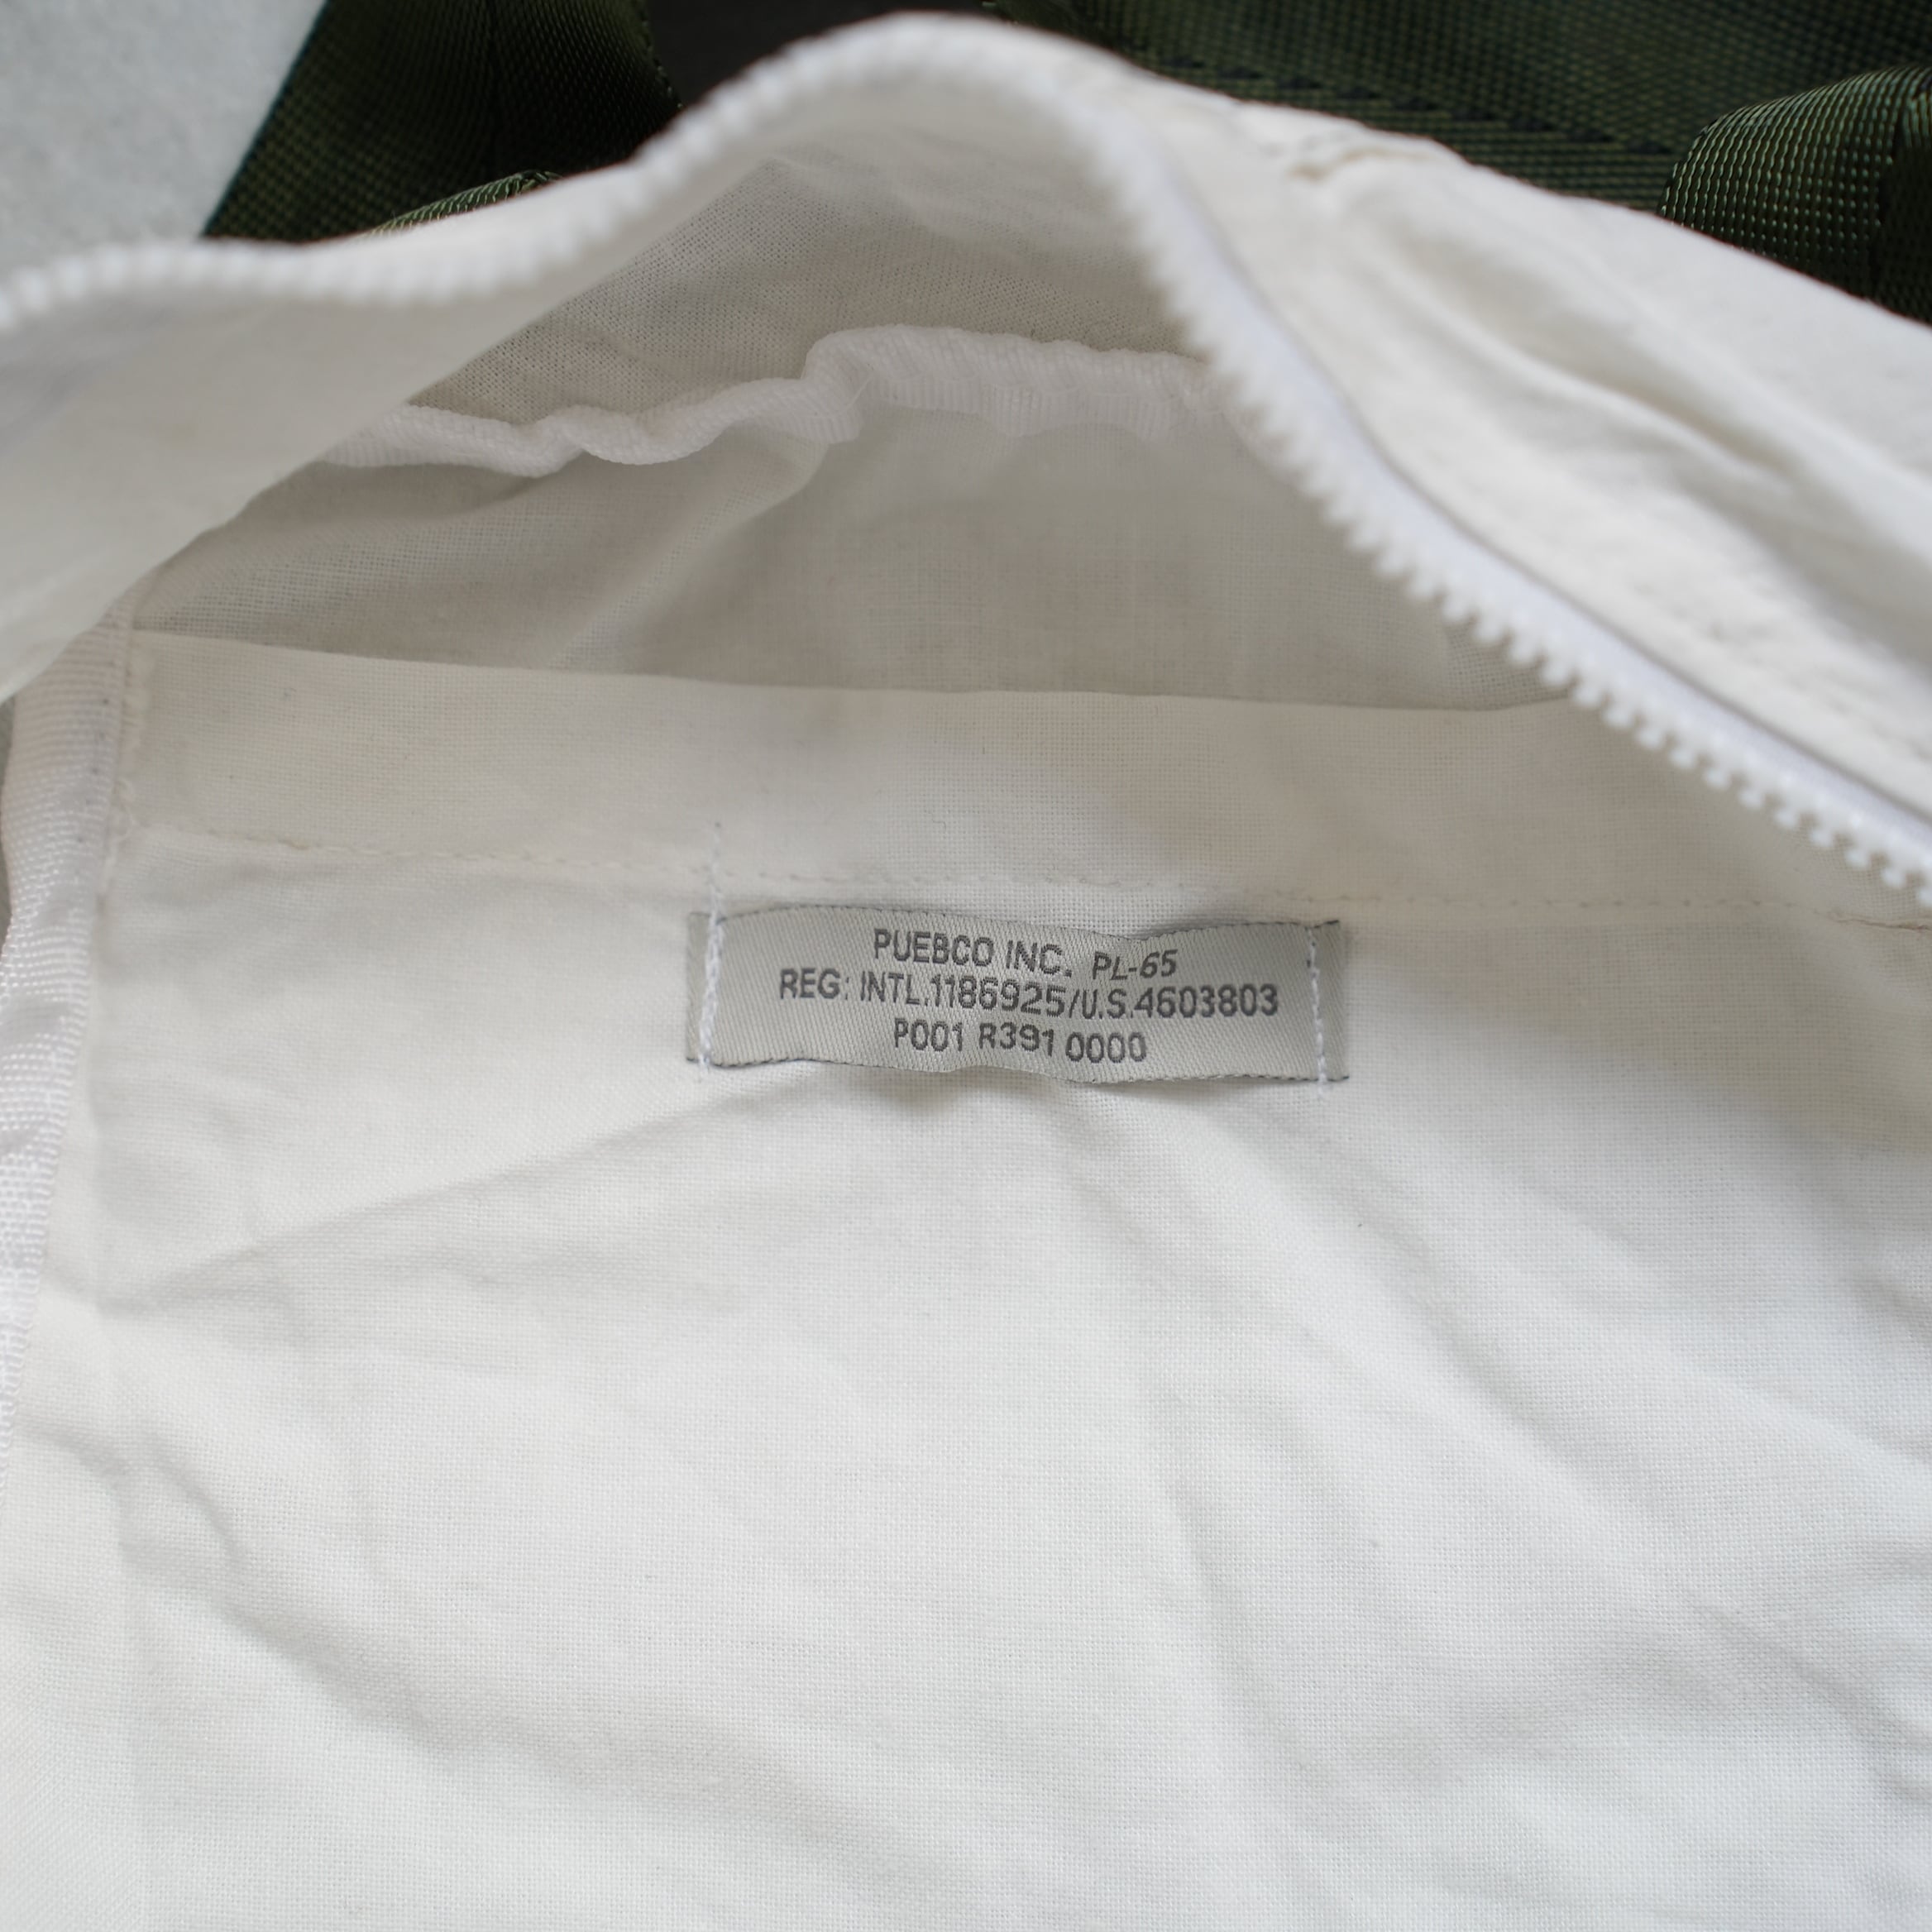 PUEBCO INC. PL-65
REG: INTL.1186925/U.S.4603803
P001 R391 0000